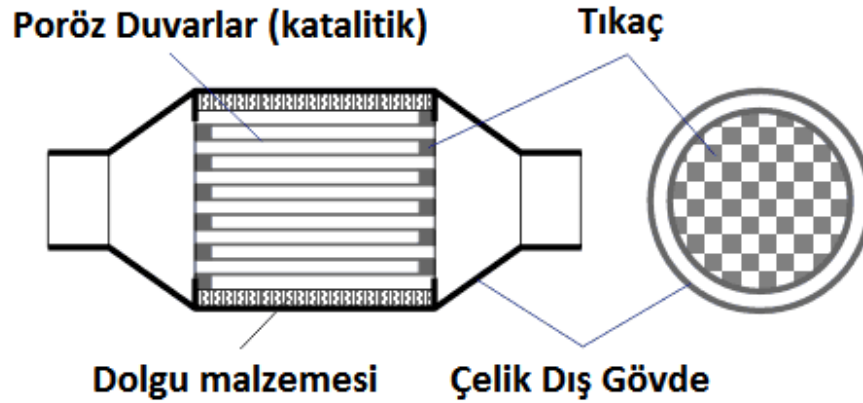 Poröz Duvarlar (katalitik)
Tıkaç
Dolgu malzemesi
Çelik Dış Gövde